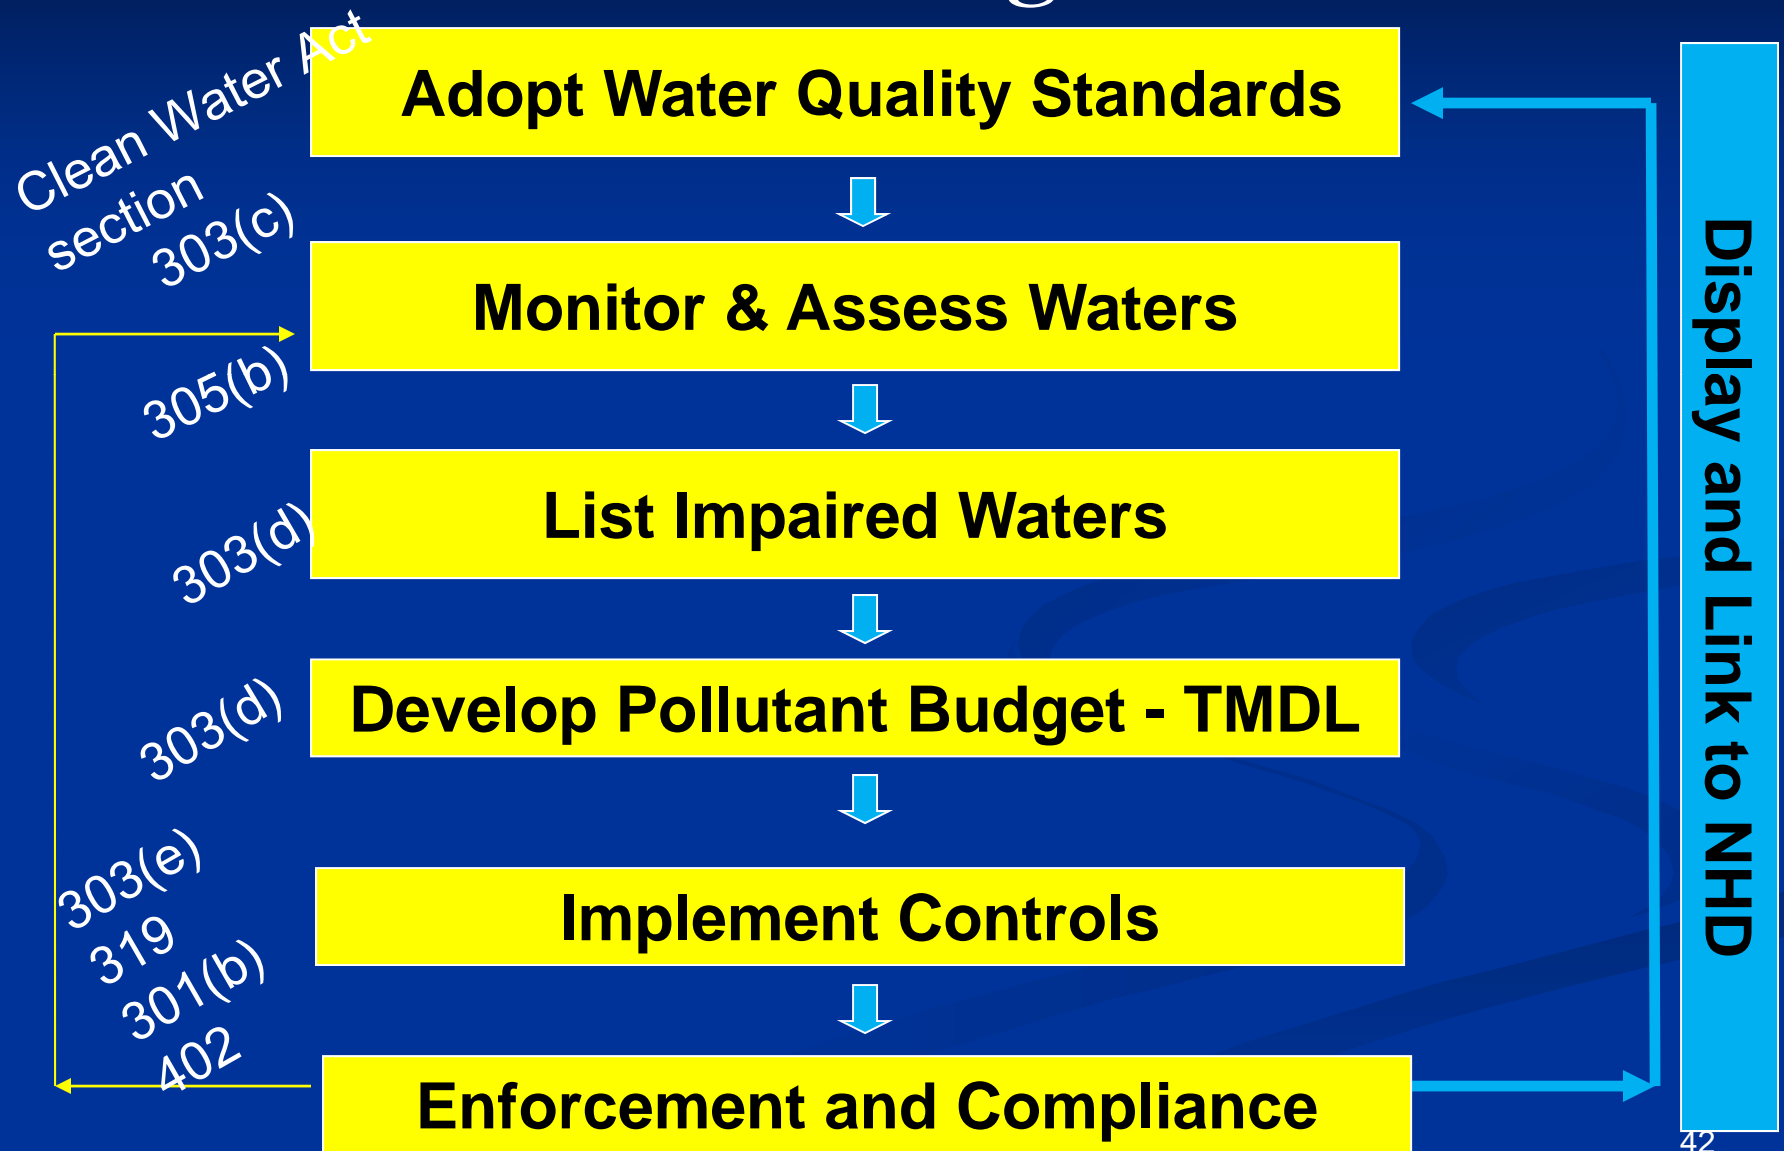 Clean Water Act
section
303(c)
Adopt Water Quality Standards
Monitor & Assess Waters
305(b)
List Impaired Waters
303(d)
Develop Pollutant Budget - TMDL
303(d)
Implement Controls
303(e)
319
301(b)
402
Enforcement and Compliance
Display and Link to NHD
42